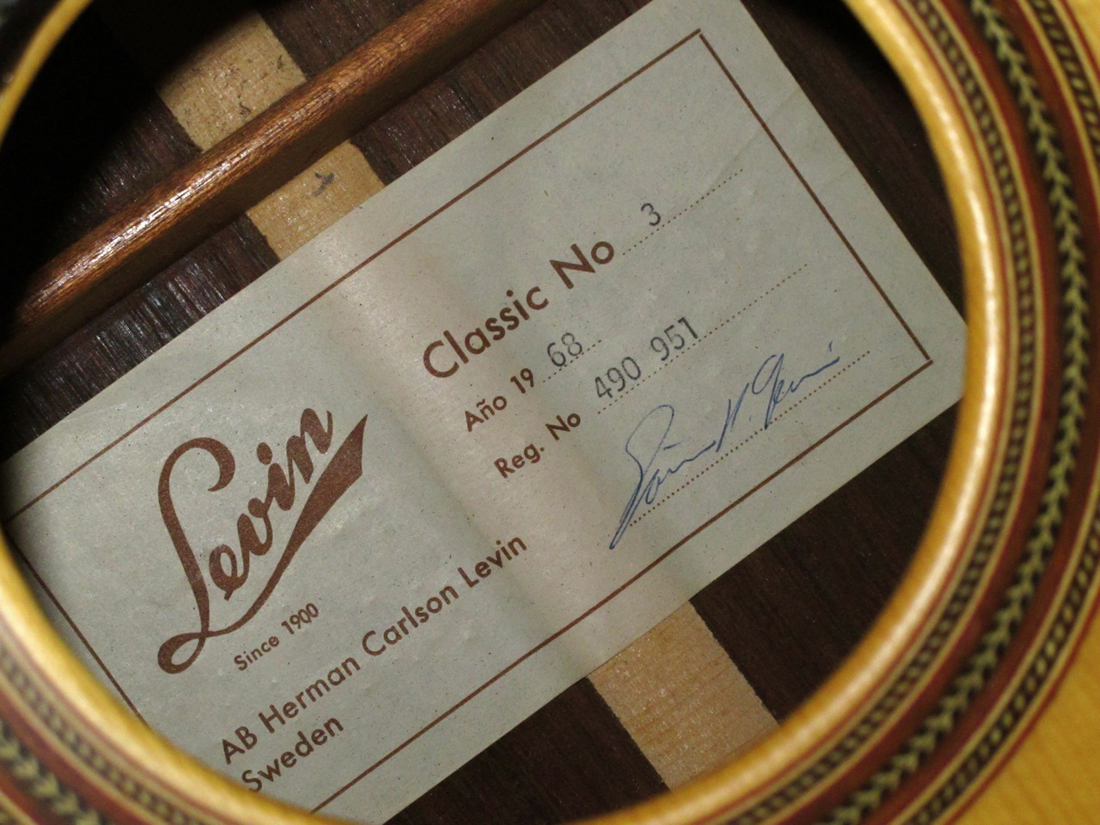 Classic No 3
Año 19 68
Reg. No 490 951
Levin
Since 1900
AB Herman Carlson Levin
Sweden